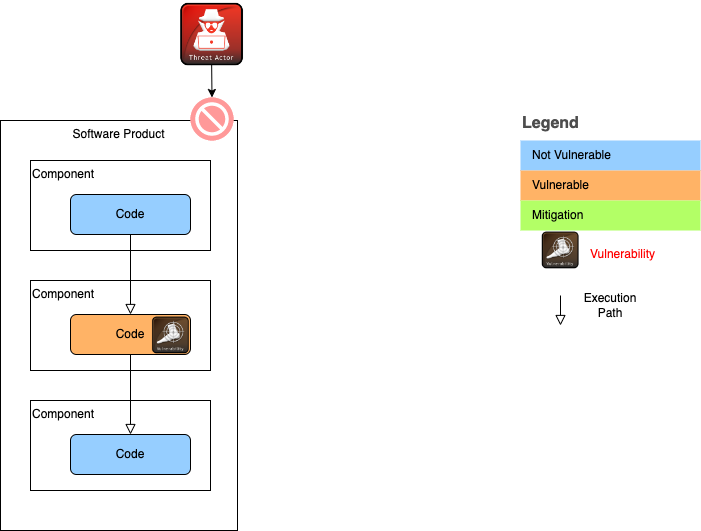 Threat Actor
Software Product
Component
Code
Component
Code
Vulnerability
Component
Code
Legend
Not Vulnerable
Vulnerable
Mitigation
Vulnerability
Vulnerability
Execution
Path